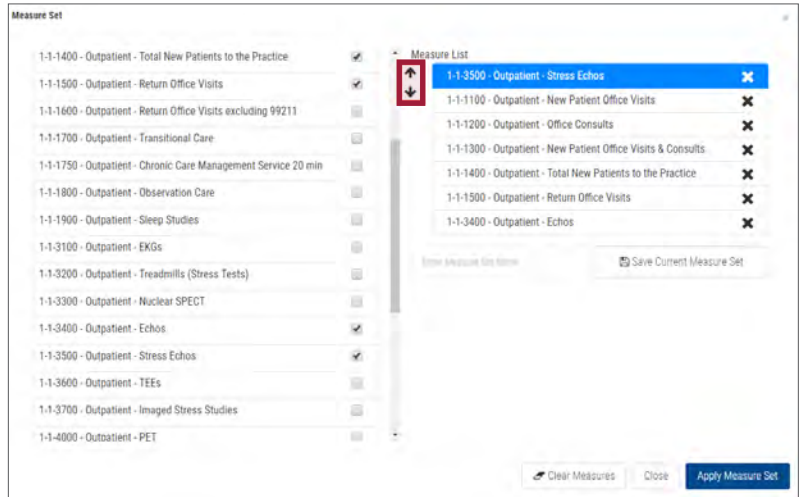 Measure Set
1-1-1400 - Outpatient - Total New Patients to the Practice
1-1-1500 - Outpatient - Return Office Visits
1-1-1600 - Outpatient - Return Office Visits excluding 99211
1-1-1700 - Outpatient - Transitional Care
1-1-1750 - Outpatient - Chronic Care Management Service 20 min
1-1-1800 - Outpatient - Observation Care
1-1-1900 - Outpatient - Sleep Studies
1-1-3100 - Outpatient - EKGs
1-1-3200 - Outpatient - Treadmills (Stress Tests)
1-1-3300 - Outpatient - Nuclear SPECT
1-1-3400 - Outpatient - Echos
1-1-3500 - Outpatient - Stress Echos
1-1-3600 - Outpatient - TEEs
1-1-3700 - Outpatient - Imaged Stress Studies
1-1-4000 - Outpatient - PET
Measure List
1-1-3500 - Outpatient - Stress Echos
1-1-1100 - Outpatient - New Patient Office Visits
1-1-1200 - Outpatient - Office Consults
1-1-1300 - Outpatient - New Patient Office Visits & Consults
1-1-1400 - Outpatient - Total New Patients to the Practice
1-1-1500 - Outpatient - Return Office Visits
1-1-3400 - Outpatient - Echos
Enter Measure Set Name
Save Current Measure Set
Clear Measures
Close
Apply Measure Set